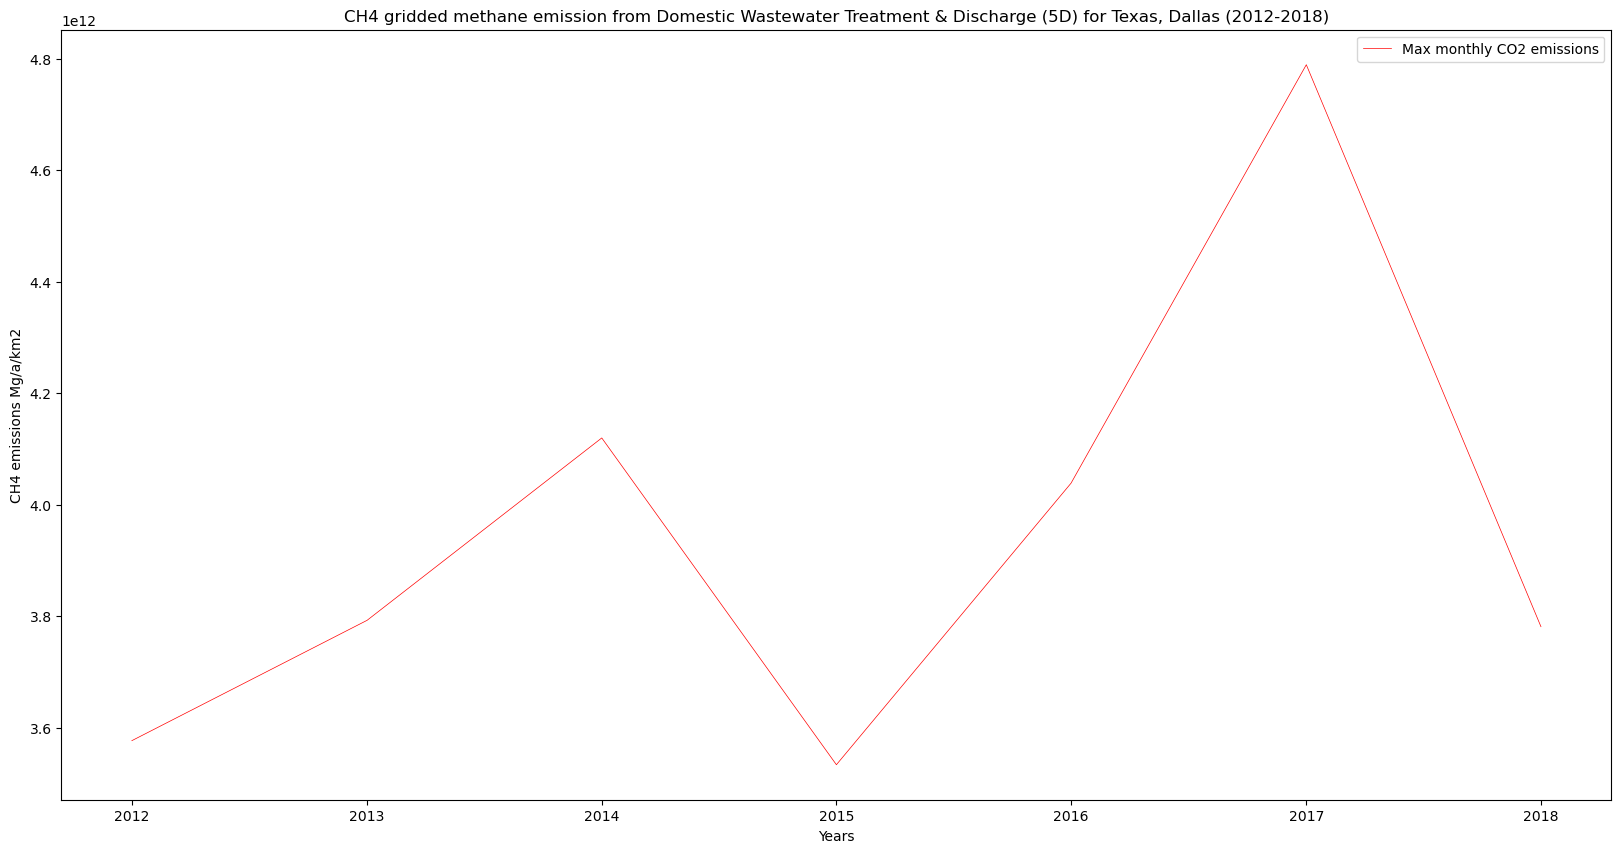 CH4 gridded methane emission from Domestic Wastewater Treatment & Discharge (5D) for Texas, Dallas (2012-2018)
1e12
Max monthly CO2 emissions
4.8
4.6
4.4
4.2
4.0
3.8
3.6
CH4 emissions Mg/a/km2
2012 2013 2014 2015 2016 2017 2018
Years